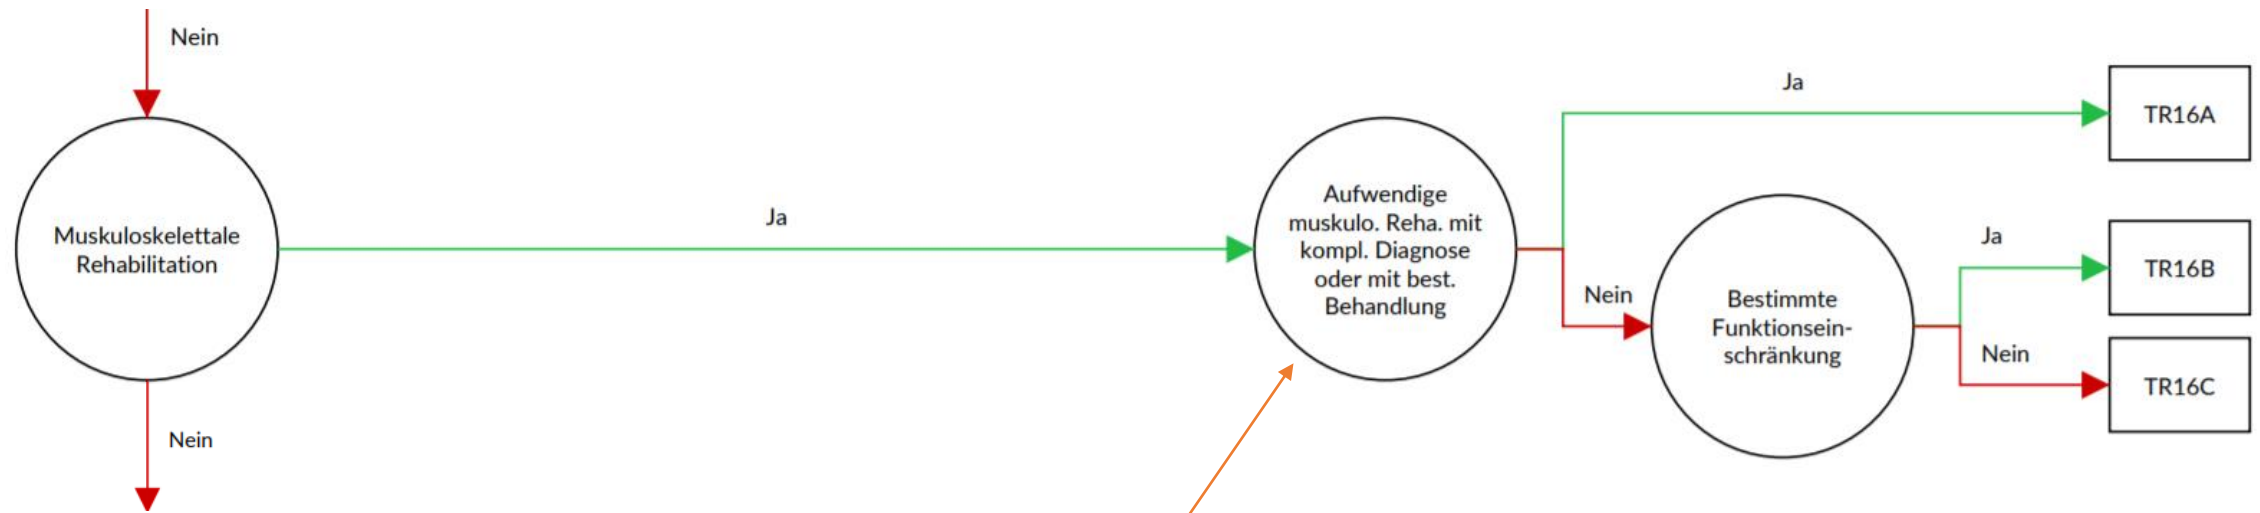 Nein
Muskuloskelettale
Rehabilitation
Nein
Ja
Aufwendige
muskulo. Reha. mit
kompl. Diagnose
oder mit best.
Behandlung
Ja
TR16A
Nein
Bestimmte
Funktionsein-
schränkung
Ja
TR16B
Nein
TR16C